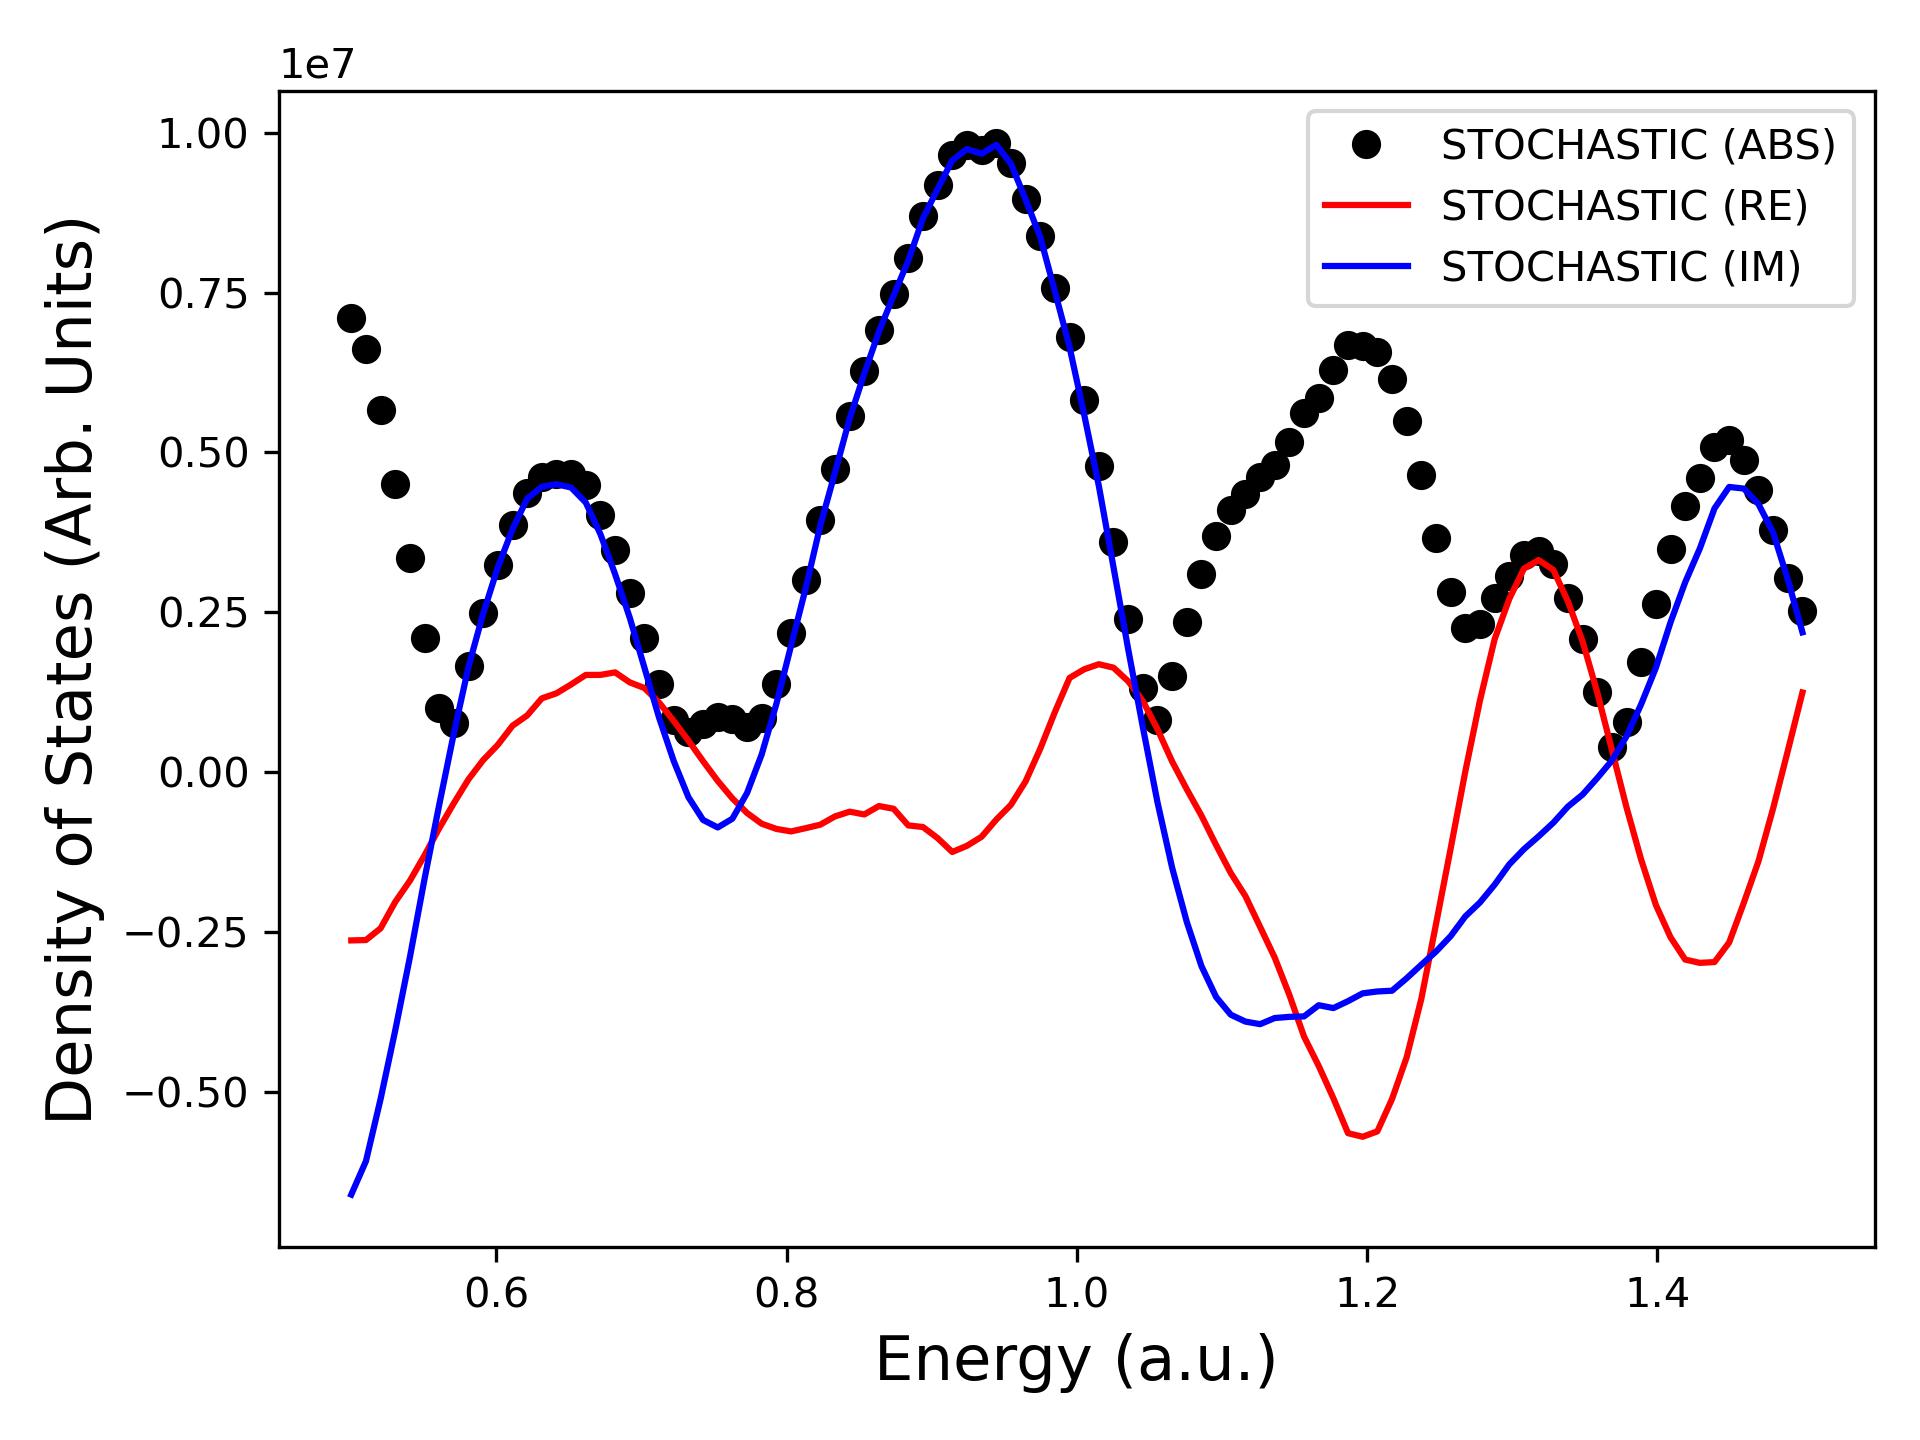 1e7
1.00
0.75
0.50
0.25
0.00
−0.25
−0.50
Density of States (Arb. Units)
STOCHASTIC (ABS)
STOCHASTIC (RE)
STOCHASTIC (IM)
0.6 0.8 1.0 1.2 1.4
Energy (a.u.)